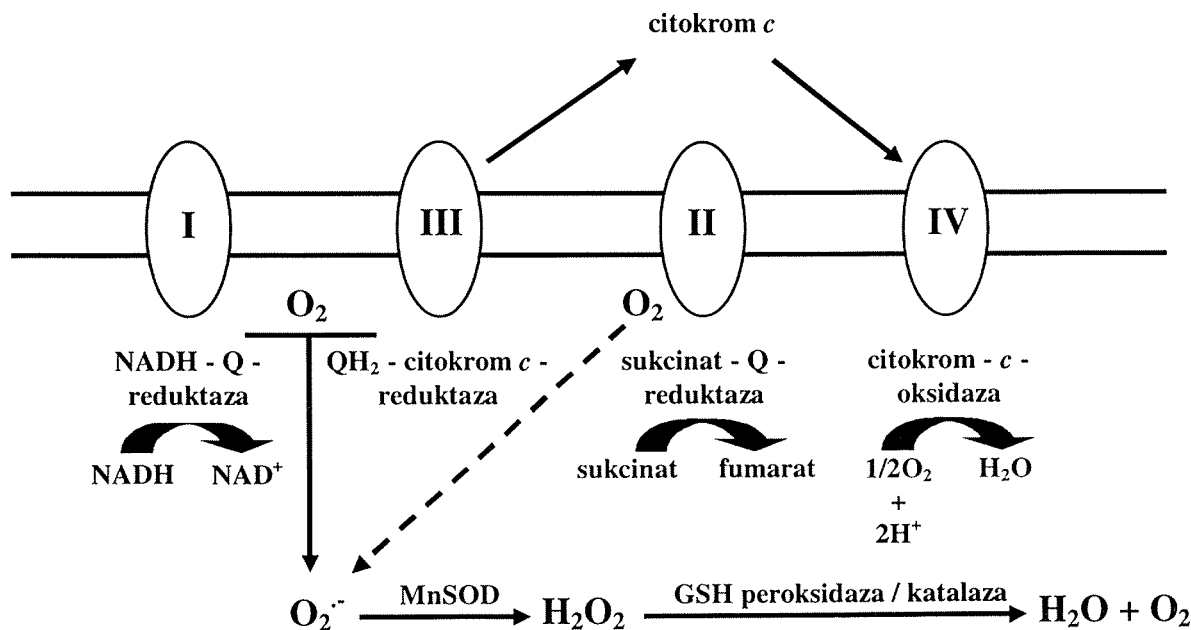 citokrom c
I
III
II
IV
O₂
O₂
NADH - Q -
reduktaza
QH₂ - citokrom c -
reduktaza
sukcinat - Q -
reduktaza
citokrom - c -
oksidaza
NADH
NAD⁺
sukcinat
fumarat
1/2O₂
+
2H⁺
H₂O
O₂·⁻
MnSOD
H₂O₂
GSH peroksidaza / katalaza
H₂O + O₂